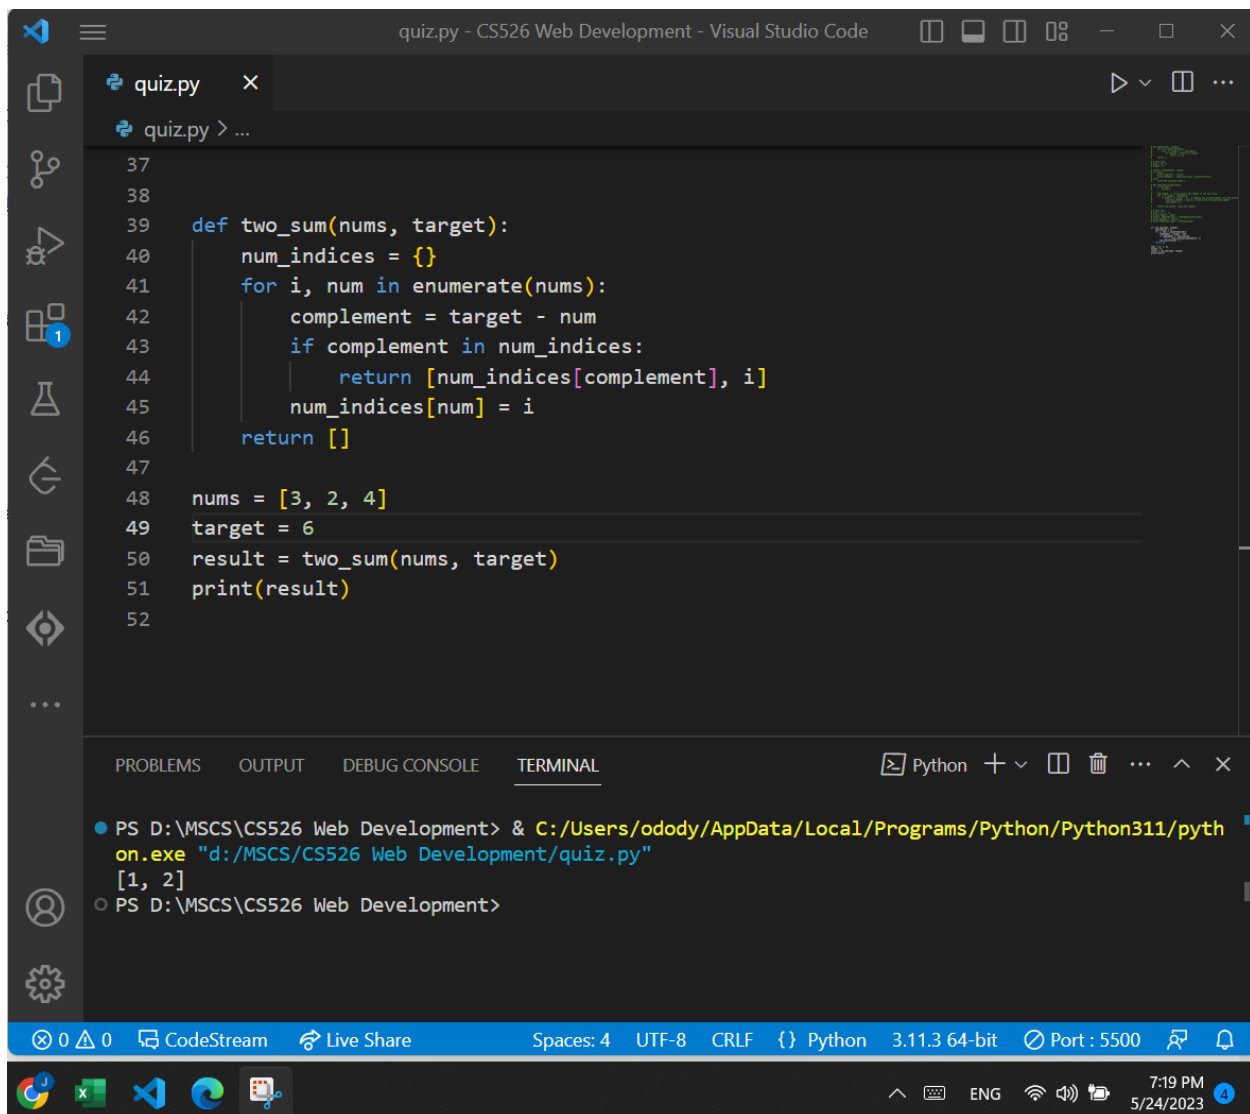 quiz.py - CS526 Web Development - Visual Studio Code
quiz.py
quiz.py > ...
37
38
39 def two_sum(nums, target):
40     num_indices = {}
41     for i, num in enumerate(nums):
42         complement = target - num
43         if complement in num_indices:
44             return [num_indices[complement], i]
45         num_indices[num] = i
46     return []
47
48 nums = [3, 2, 4]
49 target = 6
50 result = two_sum(nums, target)
51 print(result)
52
1
PROBLEMS OUTPUT DEBUG CONSOLE TERMINAL Python
PS D:\MSCS\CS526 Web Development> & C:/Users/odody/AppData/Local/Programs/Python/Python311/pyth
on.exe "d:/MSCS/CS526 Web Development/quiz.py"
[1, 2]
PS D:\MSCS\CS526 Web Development>
0 0 CodeStream Live Share Spaces: 4 UTF-8 CRLF {} Python 3.11.3 64-bit Port : 5500
ENG 7:19 PM
5/24/2023 4